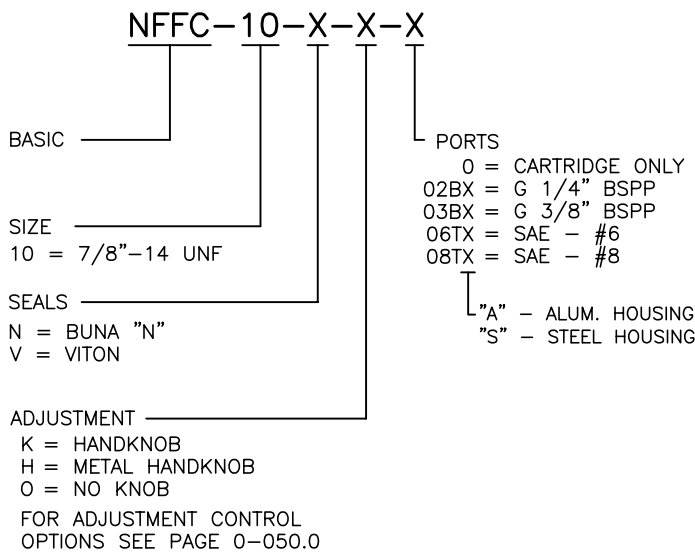 NFFC-10-X-X-X
BASIC
SIZE
10 = 7/8"-14 UNF
SEALS
N = BUNA "N"
V = VITON
ADJUSTMENT
K = HANDKNOB
H = METAL HANDKNOB
O = NO KNOB
FOR ADJUSTMENT CONTROL
OPTIONS SEE PAGE 0-050.0
PORTS
0 = CARTRIDGE ONLY
02BX = G 1/4" BSPP
03BX = G 3/8" BSPP
06TX = SAE - #6
08TX = SAE - #8
"A" - ALUM. HOUSING
"S" - STEEL HOUSING